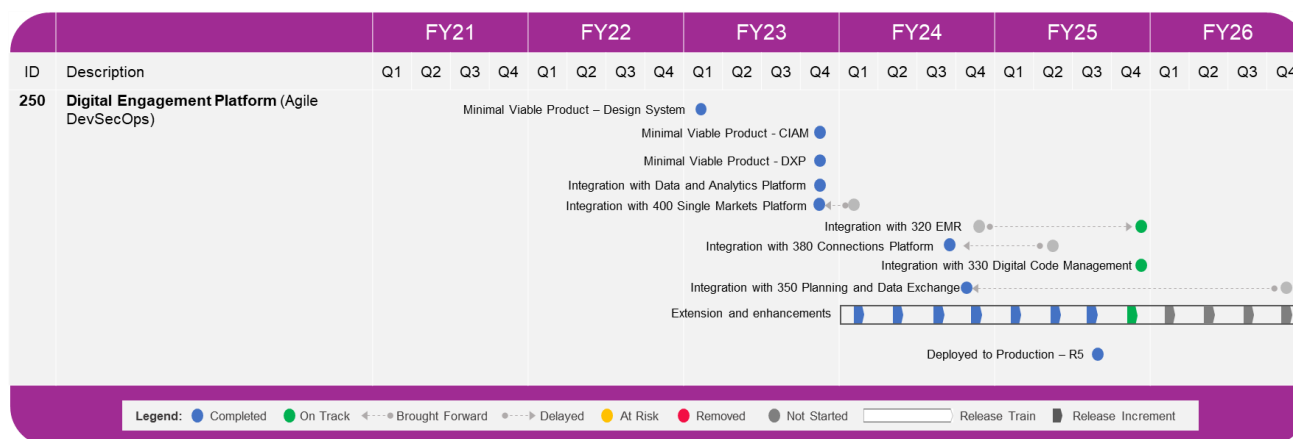 FY21 FY22 FY23 FY24 FY25 FY26
ID Description Q1 Q2 Q3 Q4 Q1 Q2 Q3 Q4 Q1 Q2 Q3 Q4 Q1 Q2 Q3 Q4 Q1 Q2 Q3 Q4 Q1 Q2 Q3 Q4
250 Digital Engagement Platform (Agile
DevSecOps)
Minimal Viable Product – Design System
Minimal Viable Product - CIAM
Minimal Viable Product - DXP
Integration with Data and Analytics Platform
Integration with 400 Single Markets Platform
Integration with 320 EMR
Integration with 380 Connections Platform
Integration with 330 Digital Code Management
Integration with 350 Planning and Data Exchange
Extension and enhancements
Deployed to Production – R5
Legend: Completed On Track Brought Forward Delayed At Risk Removed Not Started Release Train Release Increment